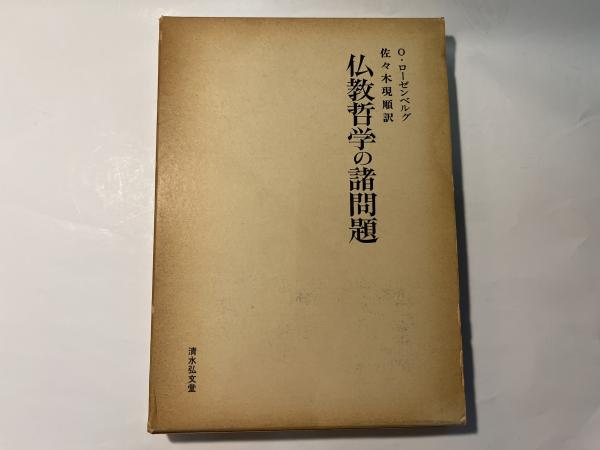 O・ローゼンベルグ
佐々木現順訳
仏教哲学の諸問題
清水弘文堂